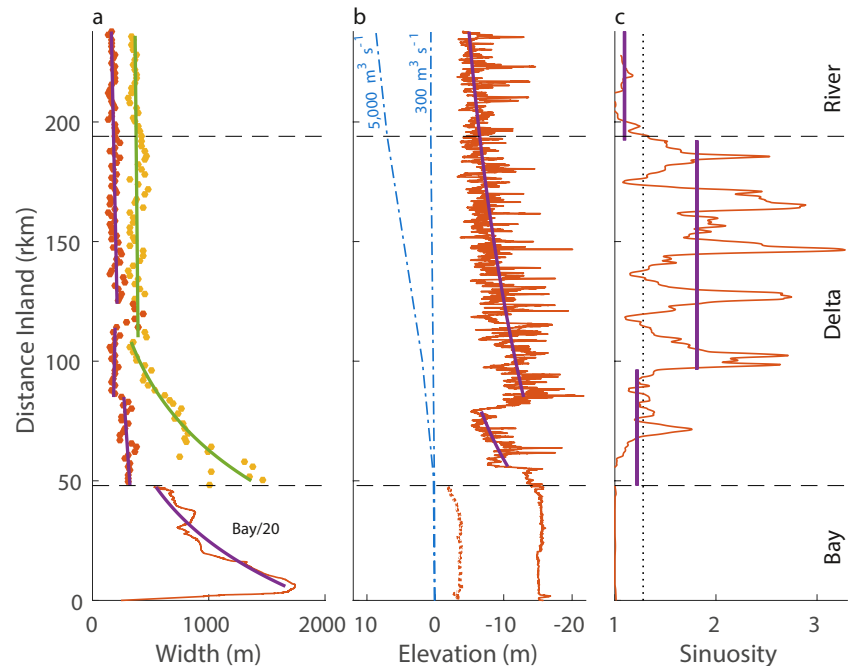 a b c
5,000 m³ s⁻¹
300 m³ s⁻¹
River
Delta
Bay
Bay/20
Distance Inland (rkm)
200
150
100
50
0
0 1000 2000
12 0 -10 -20
1 2 3
Width (m) Elevation (m) Sinuosity